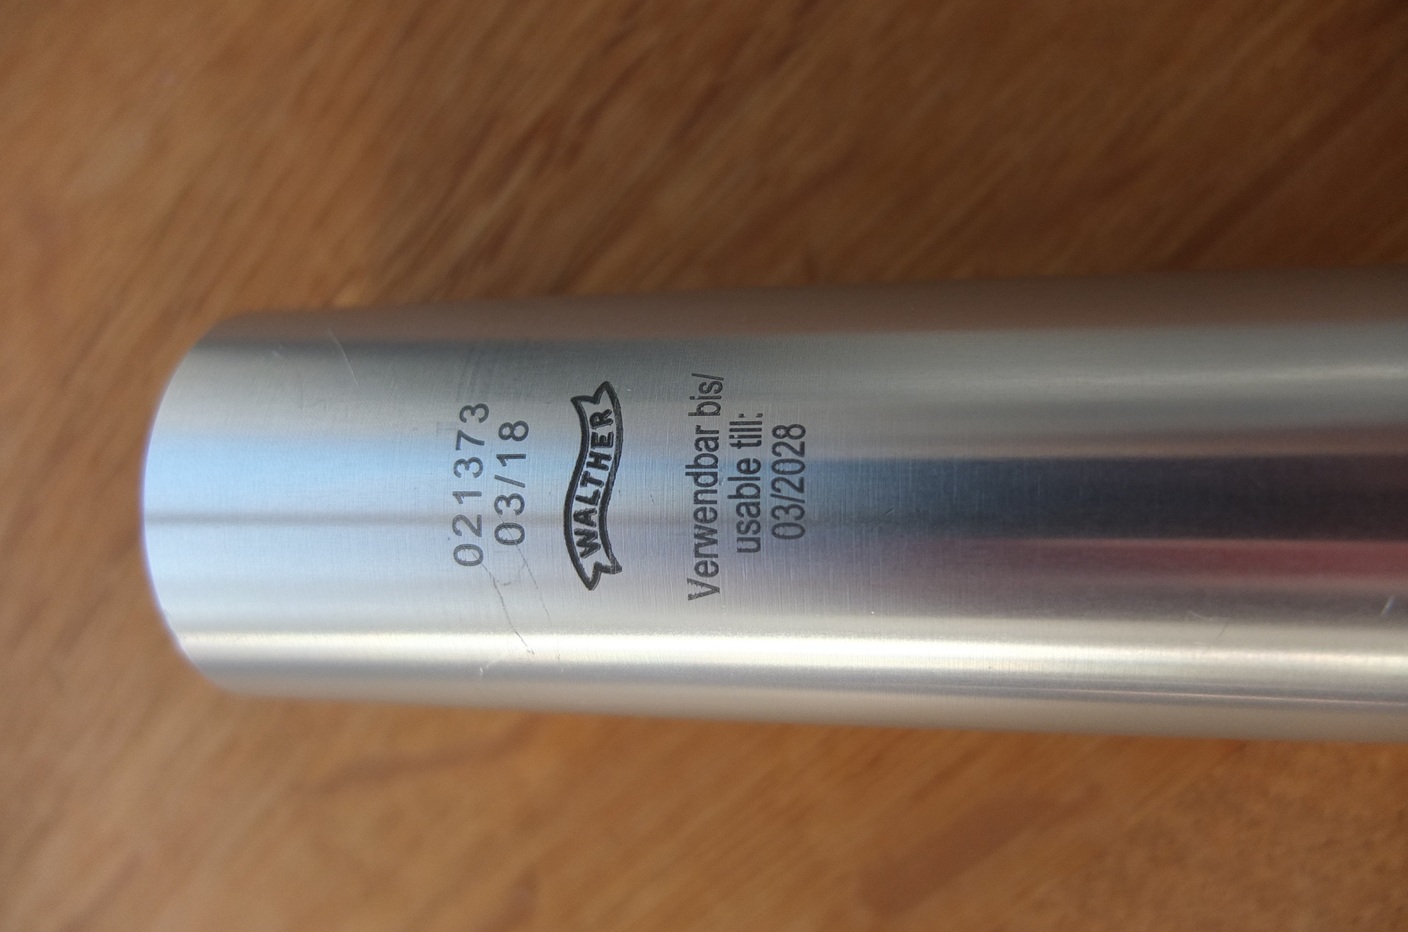 021373
03/18
WALTHER
Verwendbar bis/
usable till:
03/2028